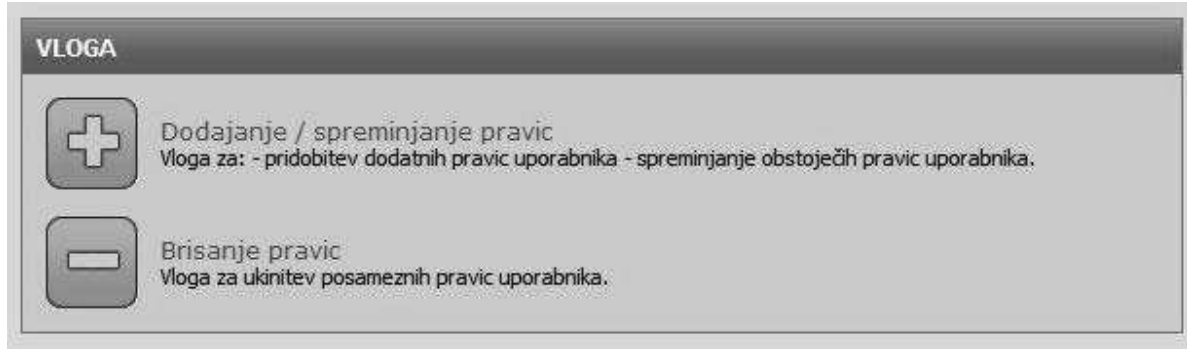 VLOGA
Dodajanje / spreminjanje pravic
Vloga za: - pridobitev dodatnih pravic uporabnika - spreminjanje obstoječih pravic uporabnika.
Brisanje pravic
Vloga za ukinitev posameznih pravic uporabnika.